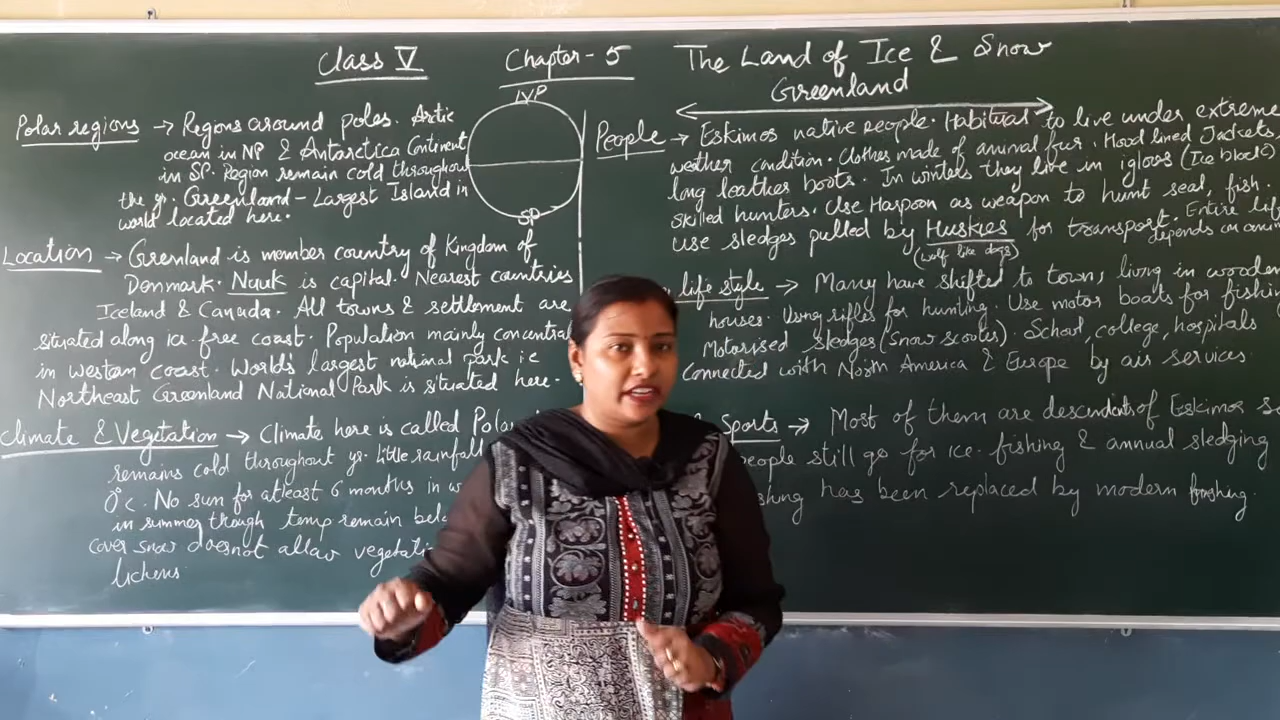 Class V
Chapter - 5
The Land of Ice & Snow
Greenland
NP
SP
Polar regions → Regions around poles. Arctic
ocean in NP & Antarctica Continent
in SP. Region remain cold throughout
the yr. Greenland - Largest Island in
world located here.
Location → Greenland is member country of Kingdom of
Denmark. Nuuk is capital. Nearest countries
Iceland & Canada. All towns & settlement are
situated along ice free coast. Population mainly concentra
in western coast. World's largest national park ie
Northeast Greenland National Park is situated here.
Climate & Vegetation → Climate here is called Pola
remains cold throughout yr. little rainfall
0°c. No sun for atleast 6 months in
in summer though temp remain bel
cover snow doesnot allow vegetati
lichens
People → Eskimos native people. Habitual to live under extreme
weather condition. Clothes made of animal fur. Hood lined Jackets
long leather boots. In winters they live in igloos (Ice block)
skilled hunters. Use Harpoon as weapon to hunt seal, fish.
use sledges pulled by Huskies for transport. Entire lif
(wolf like dogs)
depends on anim
life style → Many have shifted to town, living in wooden
houses. Using rifles for hunting. Use motor boats for fishin
Motorised sledges (Snow scooter). School, college, hospitals
Connected with North America & Europe by air services.
& Sports → Most of them are descendents of Eskimos so
people still go for ice. fishing & annual sledging
shing has been replaced by modern fishing.